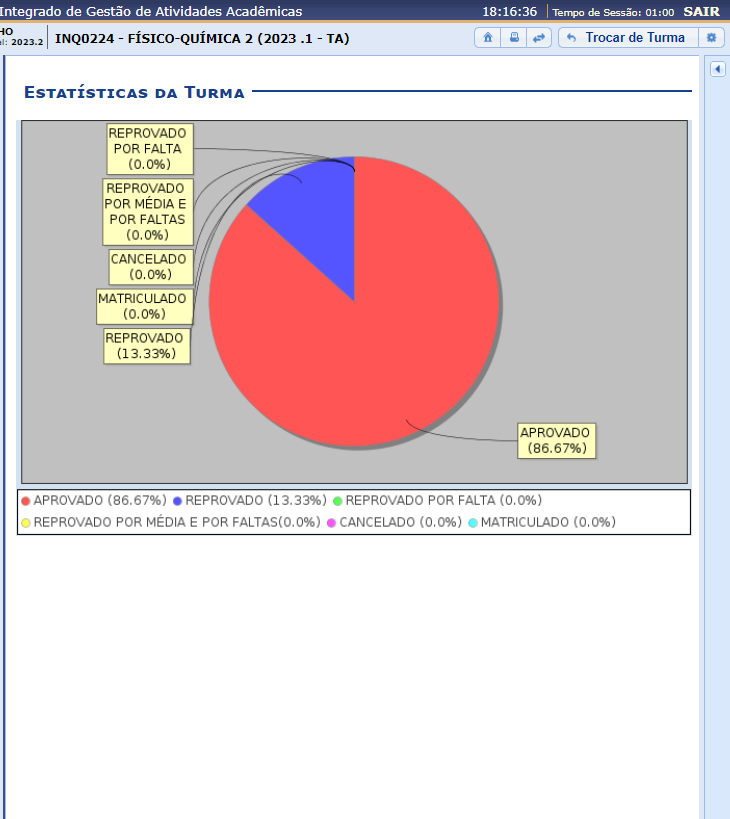 Integrado de Gestão de Atividades Acadêmicas 18:16:36 Tempo de Sessão: 01:00 SAIR
HO
el: 2023.2
INQ0224 - FÍSICO-QUÍMICA 2 (2023 .1 - TA) Trocar de Turma
Estatísticas da Turma
REPROVADO
POR FALTA
(0.0%)
REPROVADO
POR MÉDIA E
POR FALTAS
(0.0%)
CANCELADO
(0.0%)
MATRICULADO
(0.0%)
REPROVADO
(13.33%)
APROVADO
(86.67%)
APROVADO (86.67%) REPROVADO (13.33%) REPROVADO POR FALTA (0.0%)
REPROVADO POR MÉDIA E POR FALTAS(0.0%) CANCELADO (0.0%) MATRICULADO (0.0%)